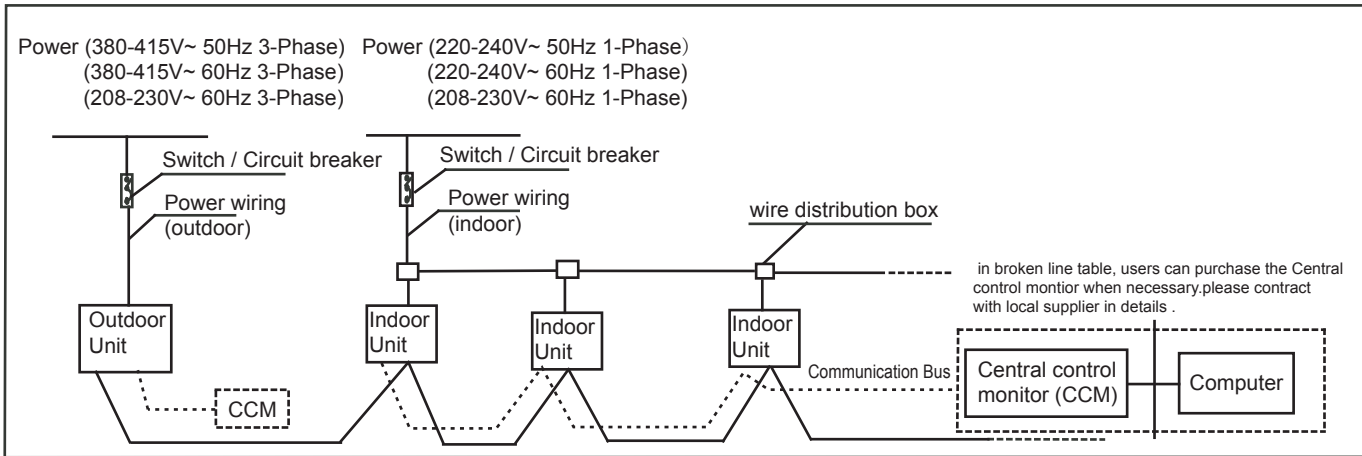 Power (380-415V~ 50Hz 3-Phase)
(380-415V~ 60Hz 3-Phase)
(208-230V~ 60Hz 3-Phase)
Power (220-240V~ 50Hz 1-Phase)
(220-240V~ 60Hz 1-Phase)
(208-230V~ 60Hz 1-Phase)
Switch / Circuit breaker
Power wiring
(outdoor)
Switch / Circuit breaker
Power wiring
(indoor)
wire distribution box
in broken line table, users can purchase the Central
control montior when necessary.please contract
with local supplier in details .
Outdoor
Unit
Indoor
Unit
Indoor
Unit
Indoor
Unit
CCM
Communication Bus
Central control
monitor (CCM)
Computer